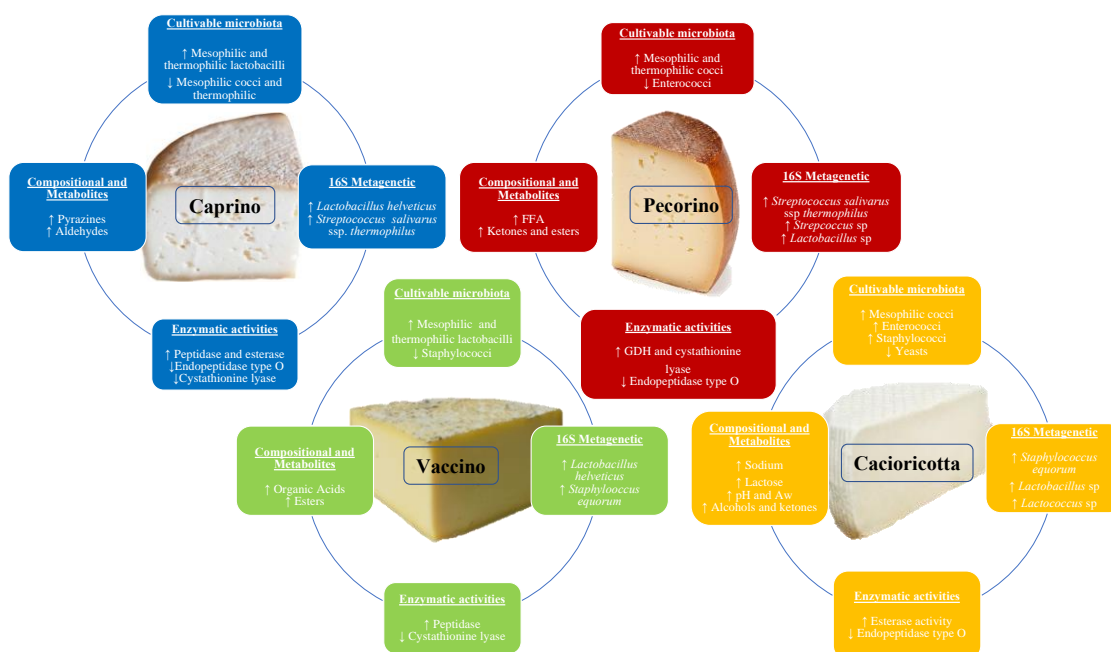 Cultivable microbiota
↑ Mesophilic and
thermophilic lactobacilli
↓ Mesophilic cocci and
thermophilic
Compositional and
Metabolites
↑ Pyrazines
↑ Aldehydes
Caprino
16S Metagenetic
↑ Lactobacillus helveticus
↑ Streptococcus salivarus
ssp. thermophilus
Enzymatic activities
↑ Peptidase and esterase
↓Endopeptidase type O
↓Cystathionine lyase
Cultivable microbiota
↑ Mesophilic and
thermophilic cocci
↓ Enterococci
Compositional and
Metabolites
↑ FFA
↑ Ketones and esters
Pecorino
16S Metagenetic
↑ Streptococcus salivarus
ssp thermophilus
↑ Strepcoccus sp
↑ Lactobacillus sp
Enzymatic activities
↑ GDH and cystathionine
lyase
↓ Endopeptidase type O
Cultivable microbiota
↑ Mesophilic and
thermophilic lactobacilli
↓ Staphylococci
Compositional and
Metabolites
↑ Organic Acids
↑ Esters
Vaccino
16S Metagenetic
↑ Lactobacillus
helveticus
↑ Staphylooccus
equorum
Enzymatic activities
↑ Peptidase
↓ Cystathionine lyase
Cultivable microbiota
↑ Mesophilic cocci
↑ Enterococci
↑ Staphylococci
↓ Yeasts
Compositional and
Metabolites
↑ Sodium
↑ Lactose
↑ pH and Aw
↑ Alcohols and ketones
Cacioricotta
16S Metagenetic
↑ Staphylococcus
equorum
↑ Lactobacillus sp
↑ Lactococcus sp
Enzymatic activities
↑ Esterase activity
↓ Endopeptidase type O